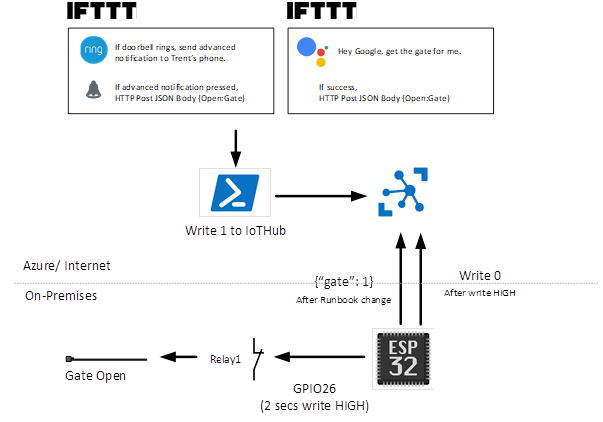 IFTTT
IFTTT
ring
If doorbell rings, send advanced
notification to Trent's phone.
If advanced notification pressed,
HTTP Post JSON Body {Open:Gate}
Hey Google, get the gate for me.
If success,
HTTP Post JSON Body {Open:Gate}
Write 1 to IoTHub
Azure/ Internet
On-Premises
{"gate": 1}
After Runbook change
Write 0
After write HIGH
ESP
32
Relay1
Gate Open
GPIO26
(2 secs write HIGH)